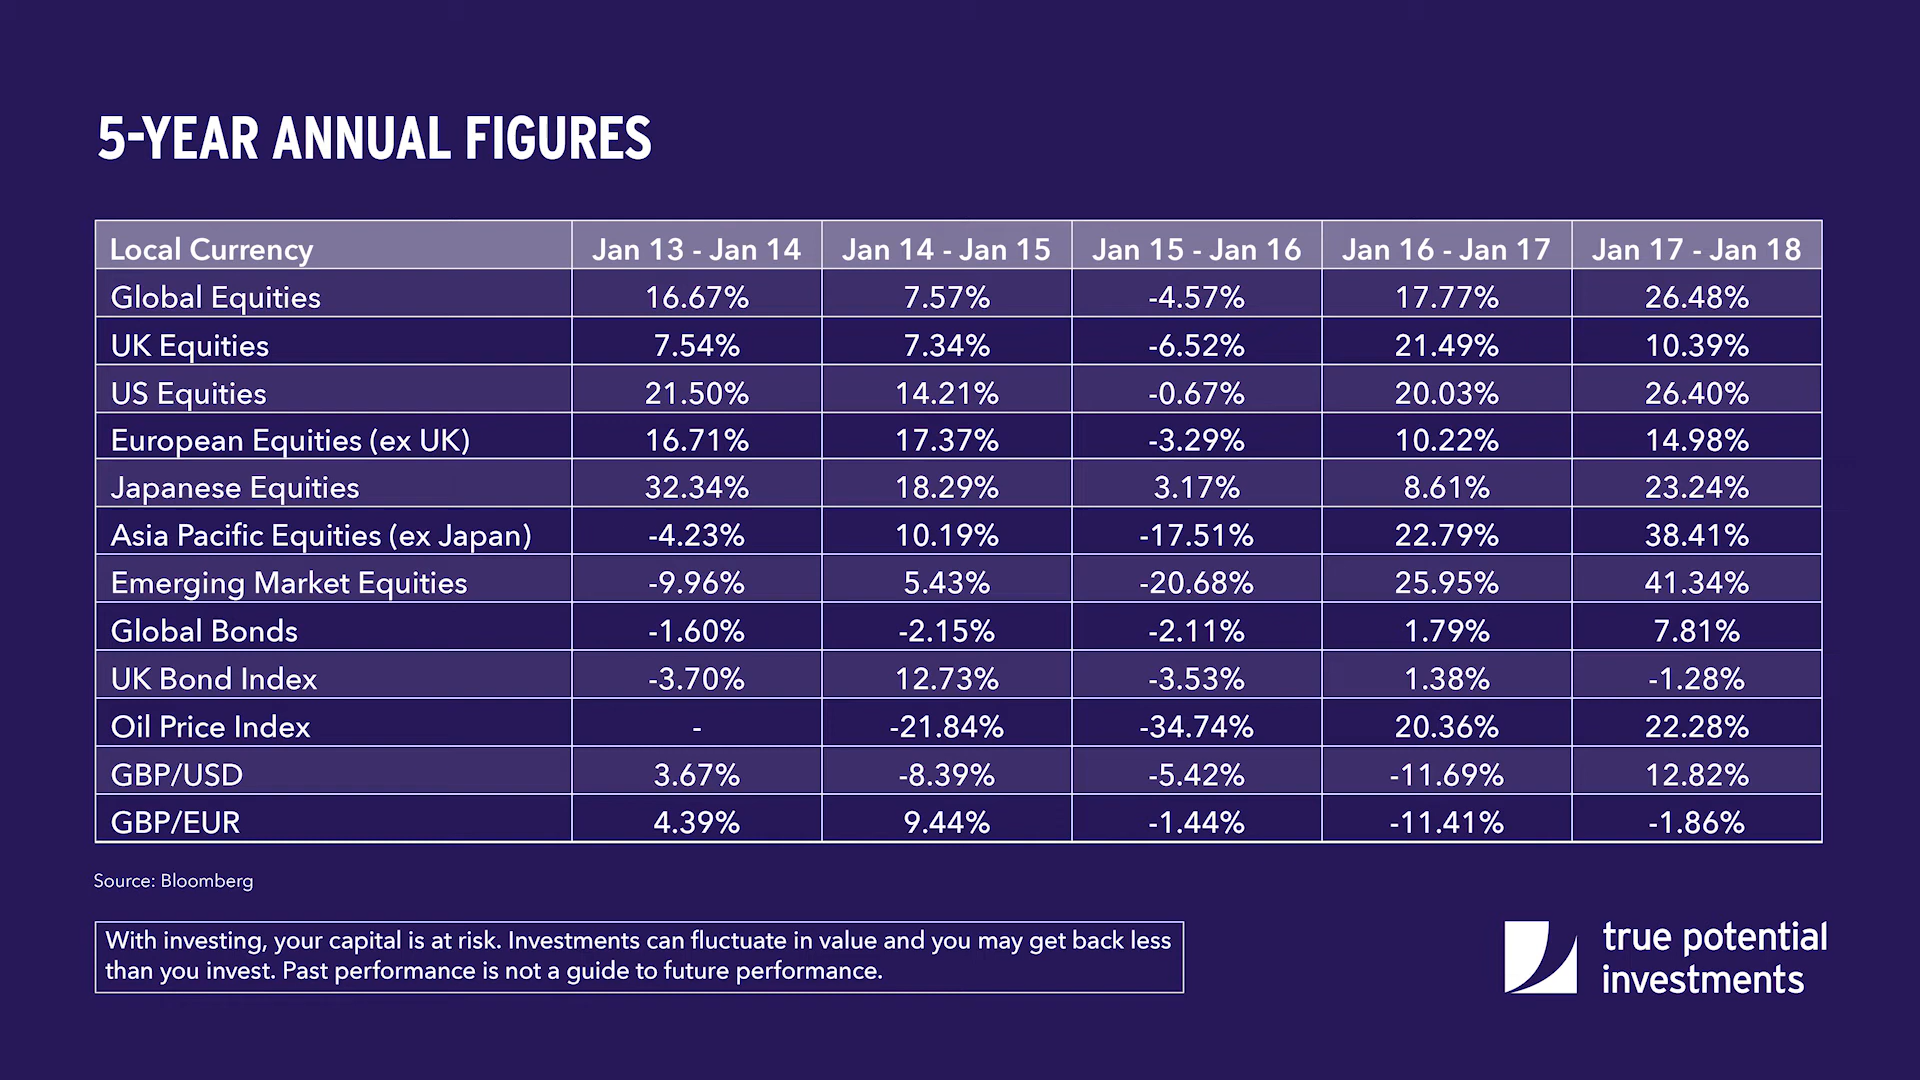 5-YEAR ANNUAL FIGURES
Local Currency Jan 13 - Jan 14 Jan 14 - Jan 15 Jan 15 - Jan 16 Jan 16 - Jan 17 Jan 17 - Jan 18
Global Equities 16.67% 7.57% -4.57% 17.77% 26.48%
UK Equities 7.54% 7.34% -6.52% 21.49% 10.39%
US Equities 21.50% 14.21% -0.67% 20.03% 26.40%
European Equities (ex UK) 16.71% 17.37% -3.29% 10.22% 14.98%
Japanese Equities 32.34% 18.29% 3.17% 8.61% 23.24%
Asia Pacific Equities (ex Japan) -4.23% 10.19% -17.51% 22.79% 38.41%
Emerging Market Equities -9.96% 5.43% -20.68% 25.95% 41.34%
Global Bonds -1.60% -2.15% -2.11% 1.79% 7.81%
UK Bond Index -3.70% 12.73% -3.53% 1.38% -1.28%
Oil Price Index - -21.84% -34.74% 20.36% 22.28%
GBP/USD 3.67% -8.39% -5.42% -11.69% 12.82%
GBP/EUR 4.39% 9.44% -1.44% -11.41% -1.86%
Source: Bloomberg
With investing, your capital is at risk. Investments can fluctuate in value and you may get back less
than you invest. Past performance is not a guide to future performance.
true potential
investments